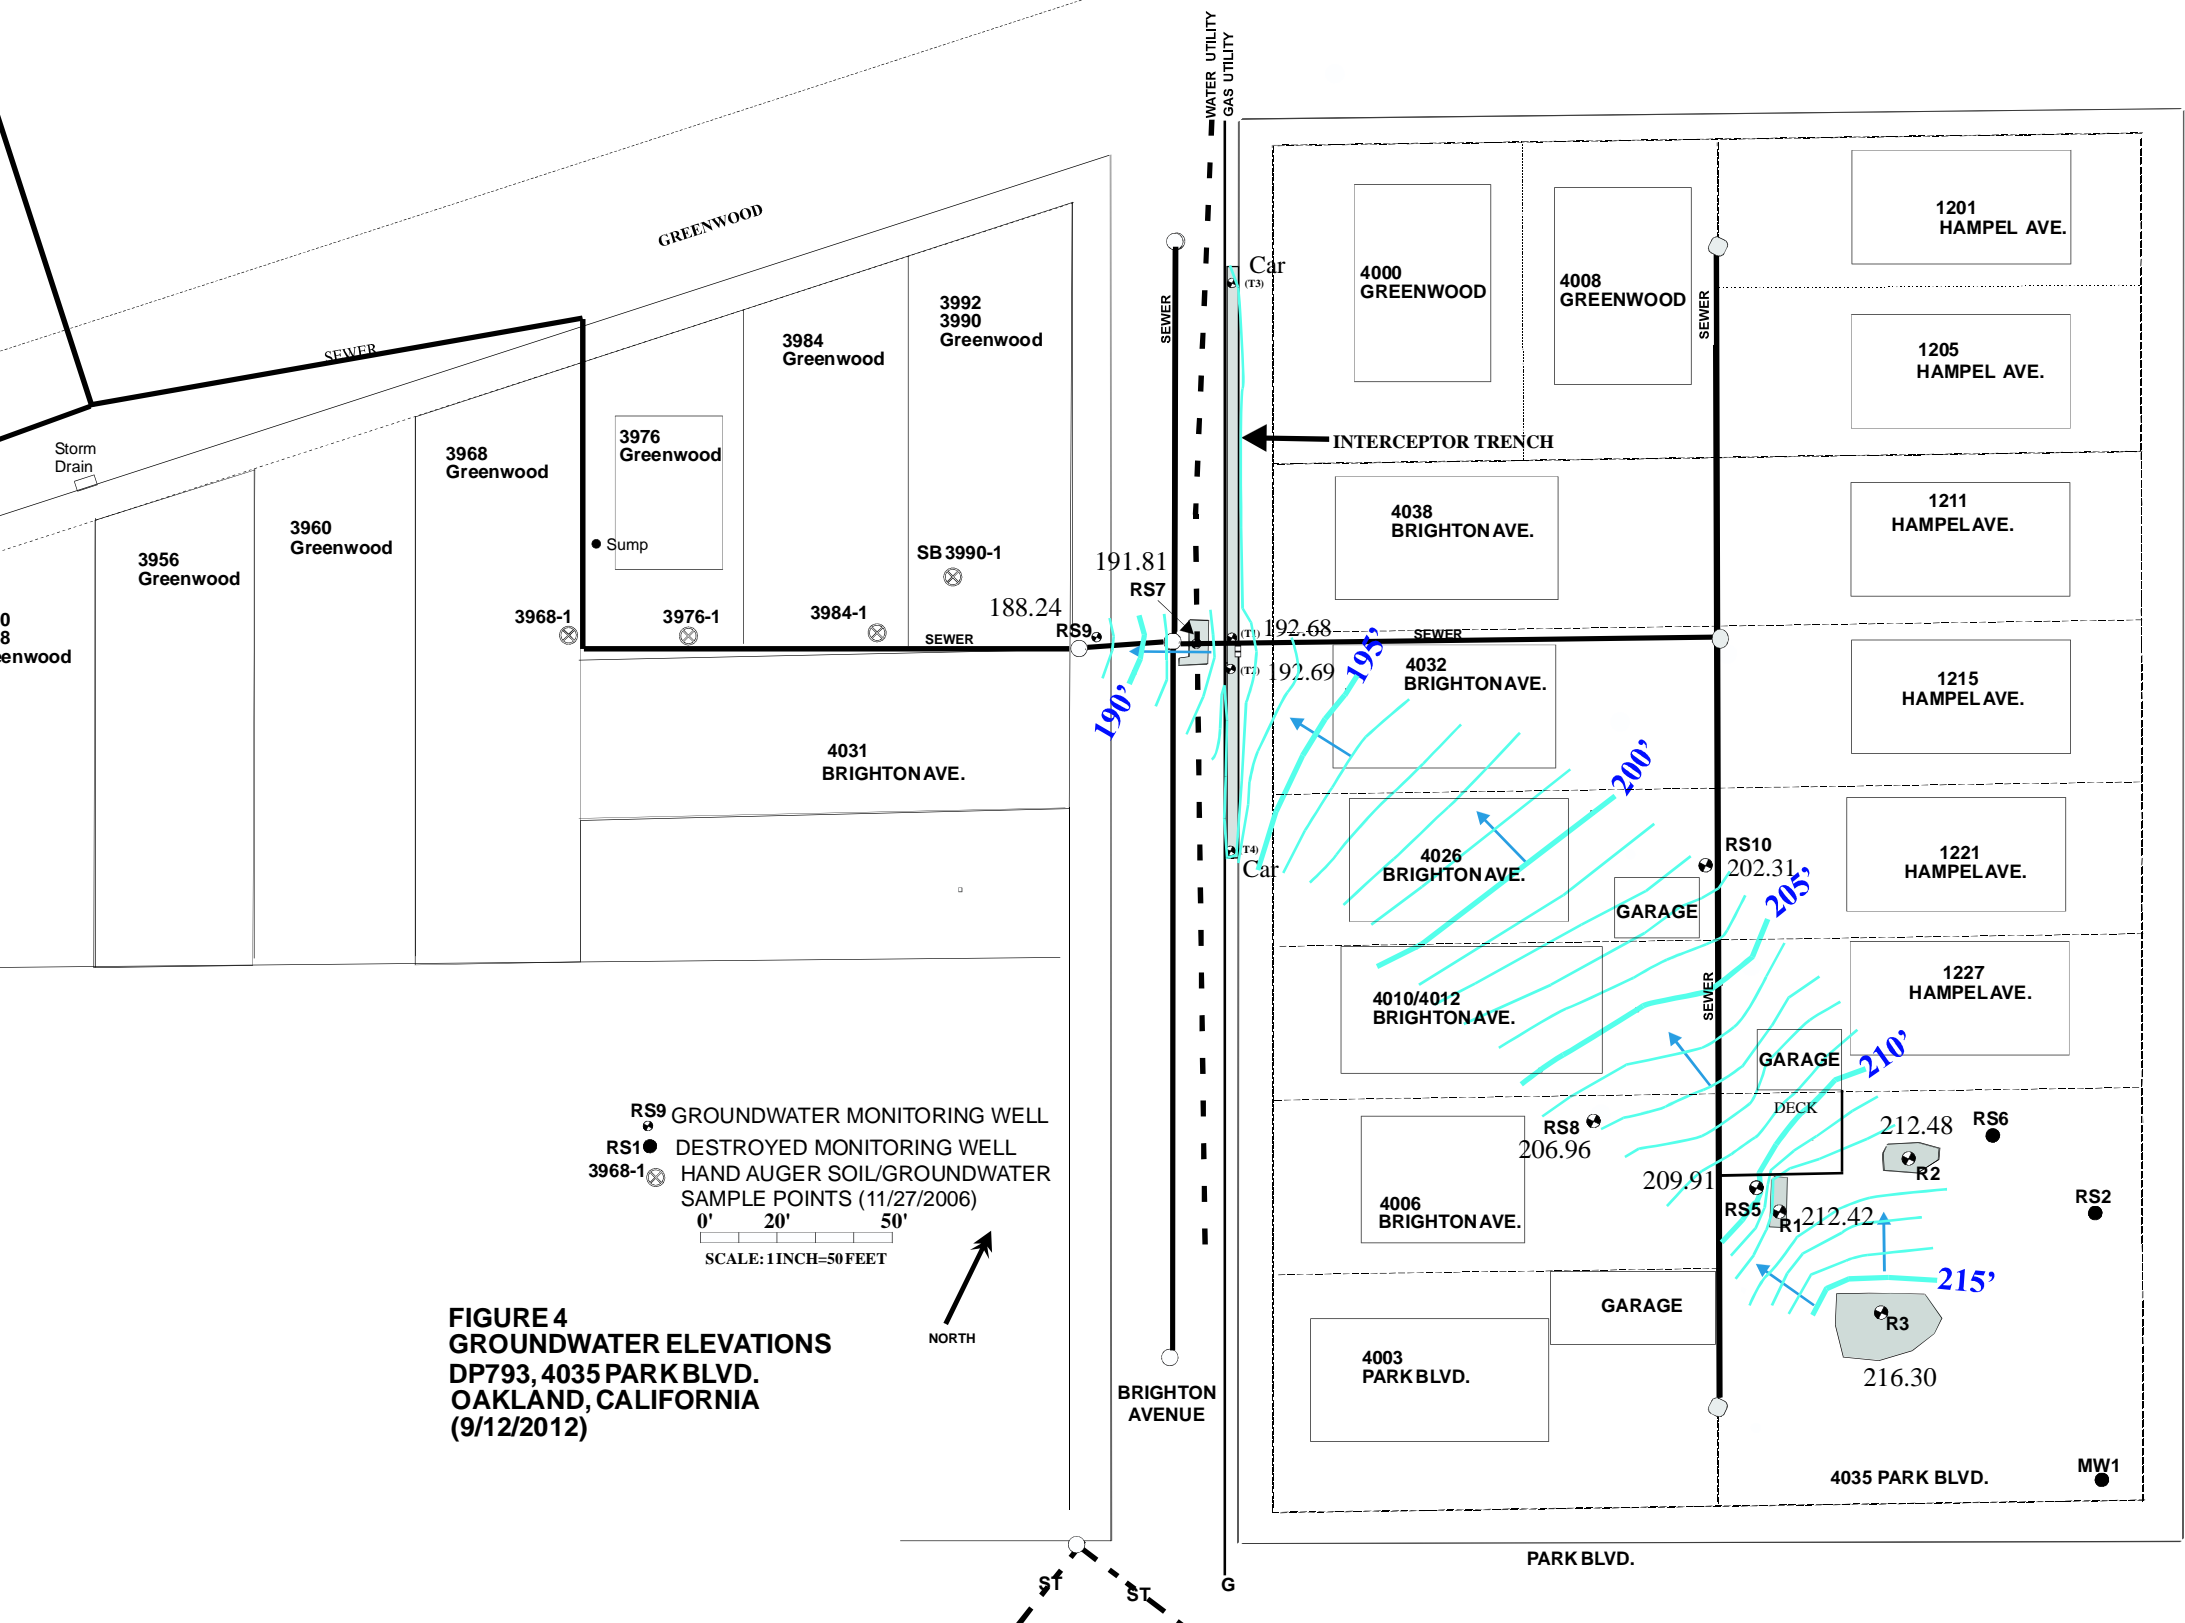 WATER UTILITY
GAS UTILITY
GREENWOOD
SEWER
Storm
Drain
3956
Greenwood
3960
Greenwood
3968
Greenwood
3976
Greenwood
3984
Greenwood
3992
3990
Greenwood
0
8
eenwood
Sump
3968-1
3976-1
3984-1
SB 3990-1
SEWER
188.24
RS9
191.81
RS7
SEWER
Car
(T3)
INTERCEPTOR TRENCH
(T1) 192.68
(T2) 192.69
(T4)
Car
SEWER
190’
195’
200’
205’
210’
215’
4031
BRIGHTON AVE.
4000
GREENWOOD
4008
GREENWOOD
SEWER
1201
HAMPEL AVE.
1205
HAMPEL AVE.
4038
BRIGHTON AVE.
1211
HAMPEL AVE.
4032
BRIGHTON AVE.
1215
HAMPEL AVE.
4026
BRIGHTON AVE.
RS10
202.31
GARAGE
1221
HAMPEL AVE.
4010/4012
BRIGHTON AVE.
SEWER
1227
HAMPEL AVE.
GARAGE
DECK
RS8
206.96
4006
BRIGHTON AVE.
209.91
RS5
R1 212.42
212.48
R2
RS6
RS2
GARAGE
R3
216.30
4003
PARK BLVD.
4035 PARK BLVD.
MW1
PARK BLVD.
BRIGHTON
AVENUE
ST
ST
G
RS9 GROUNDWATER MONITORING WELL
RS1 DESTROYED MONITORING WELL
3968-1 HAND AUGER SOIL/GROUNDWATER
SAMPLE POINTS (11/27/2006)
0' 20' 50'
SCALE: 1 INCH=50 FEET
NORTH
FIGURE 4
GROUNDWATER ELEVATIONS
DP793, 4035 PARK BLVD.
OAKLAND, CALIFORNIA
(9/12/2012)